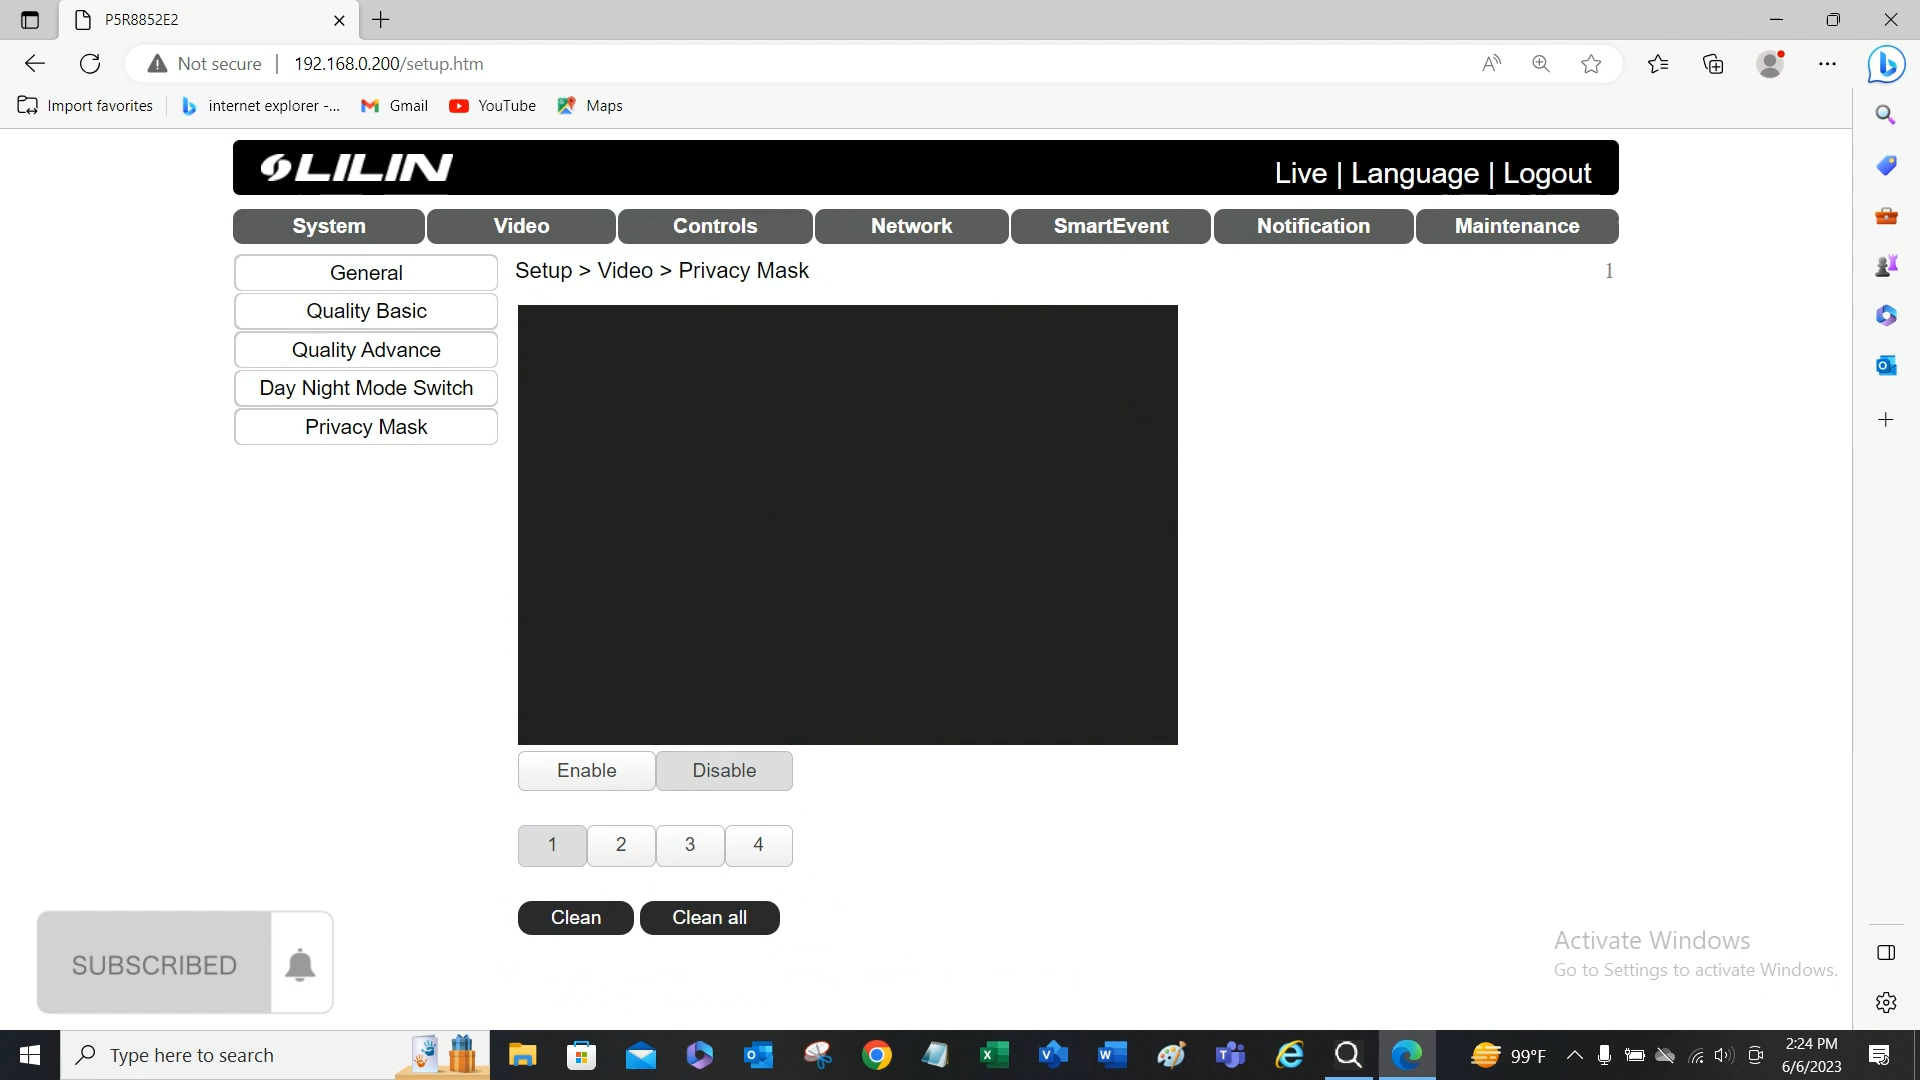 P5R8852E2
Not secure
192.168.0.200/setup.htm
Import favorites
internet explorer -...
Gmail
YouTube
Maps
LILIN
Live | Language | Logout
System
Video
Controls
Network
SmartEvent
Notification
Maintenance
General
Quality Basic
Quality Advance
Day Night Mode Switch
Privacy Mask
Setup > Video > Privacy Mask
1
Enable
Disable
1
2
3
4
Clean
Clean all
SUBSCRIBED
Activate Windows
Go to Settings to activate Windows.
Type here to search
99°F
2:24 PM
6/6/2023